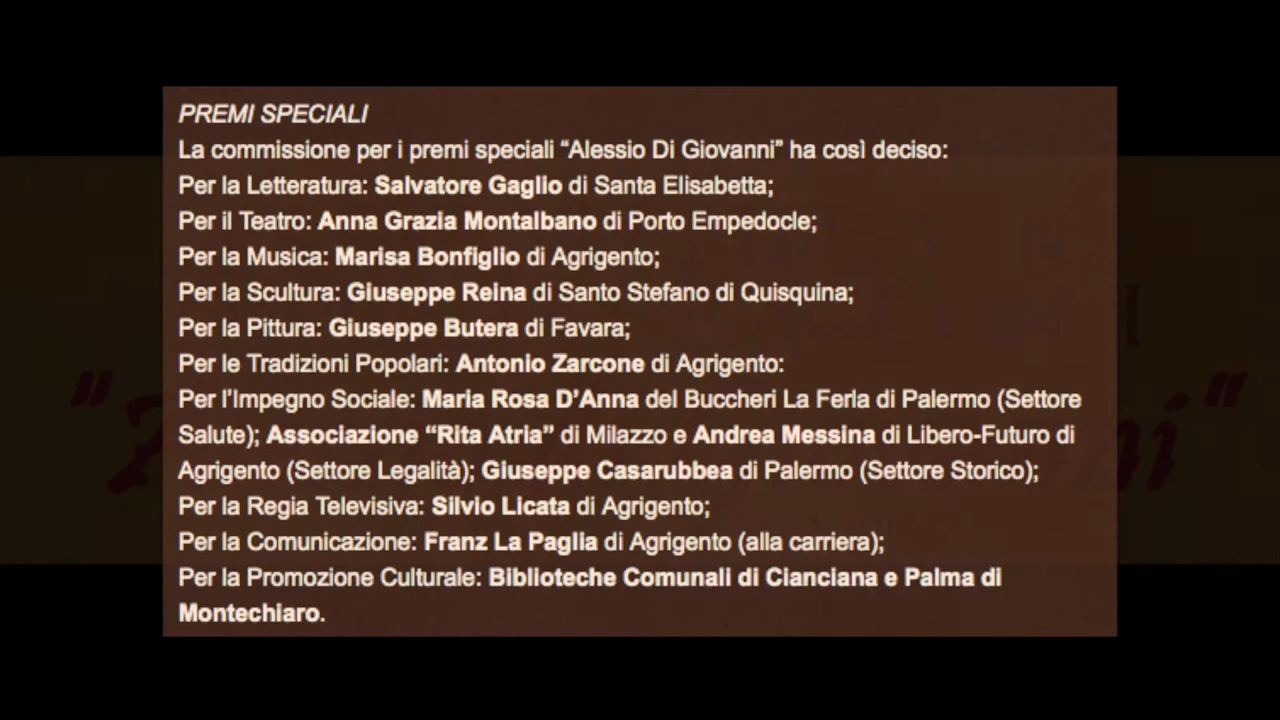 PREMI SPECIALI
La commissione per i premi speciali “Alessio Di Giovanni” ha così deciso:
Per la Letteratura: Salvatore Gaglio di Santa Elisabetta;
Per il Teatro: Anna Grazia Montalbano di Porto Empedocle;
Per la Musica: Marisa Bonfiglio di Agrigento;
Per la Scultura: Giuseppe Reina di Santo Stefano di Quisquina;
Per la Pittura: Giuseppe Butera di Favara;
Per le Tradizioni Popolari: Antonio Zarcone di Agrigento:
Per l’Impegno Sociale: Maria Rosa D’Anna del Buccheri La Ferla di Palermo (Settore
Salute); Associazione “Rita Atria” di Milazzo e Andrea Messina di Libero-Futuro di
Agrigento (Settore Legalità); Giuseppe Casarubbea di Palermo (Settore Storico);
Per la Regia Televisiva: Silvio Licata di Agrigento;
Per la Comunicazione: Franz La Paglia di Agrigento (alla carriera);
Per la Promozione Culturale: Biblioteche Comunali di Cianciana e Palma di
Montechiaro.